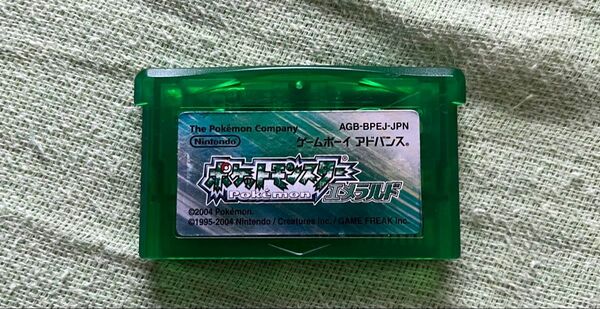 The Pokémon Company
AGB-BPEJ-JPN
Nintendo
ゲームボーイ アドバンス®
ポケットモンスター
Pokémon
エメラルド
©2004 Pokémon.
©1995-2004 Nintendo / Creatures inc. / GAME FREAK inc.